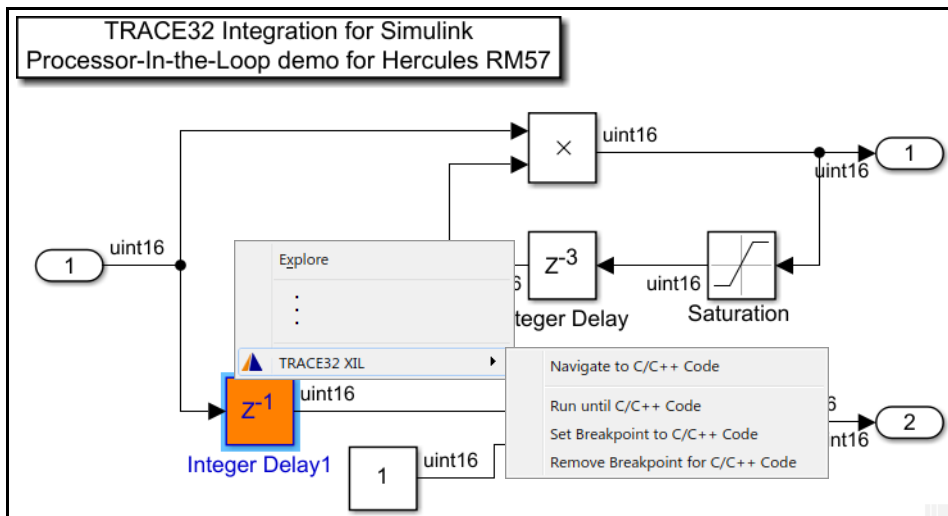 TRACE32 Integration for Simulink
Processor-In-the-Loop demo for Hercules RM57
×
uint16
1
uint16
uint16
1
Explore
z-3
6
uint16
teger Delay
Saturation
TRACE32 XIL
Navigate to C/C++ Code
z-1
uint16
Run until C/C++ Code
6
2
Set Breakpoint to C/C++ Code
int16
Integer Delay1
1
uint16
Remove Breakpoint for C/C++ Code